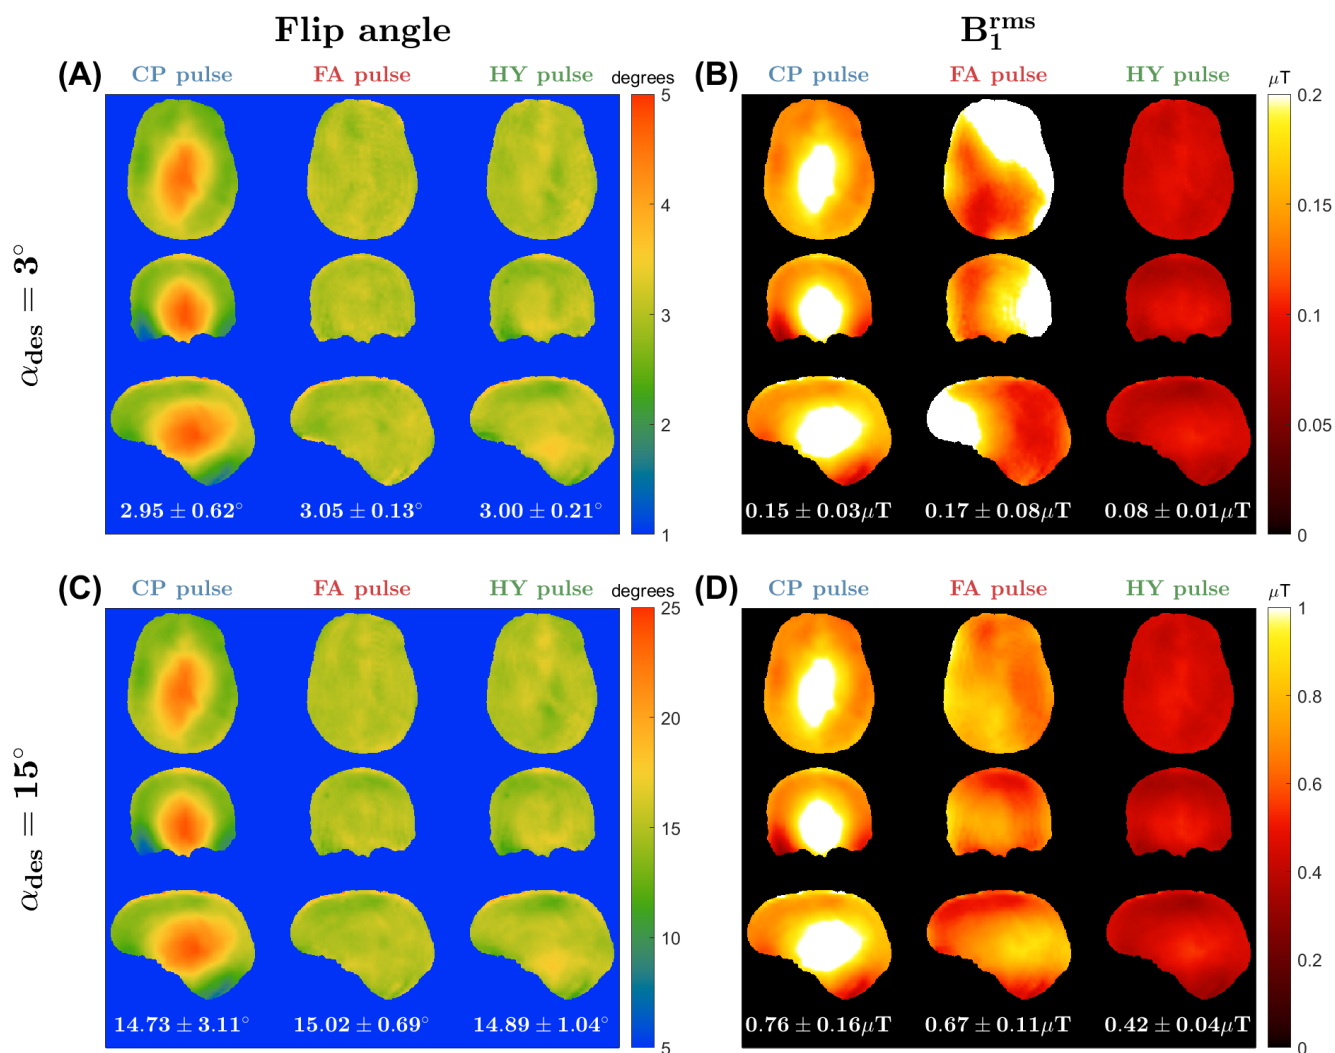 Flip angle
B₁ʳᵐˢ
(A) CP pulse FA pulse HY pulse degrees
5
4
3
2
1
α_des = 3°
2.95 ± 0.62° 3.05 ± 0.13° 3.00 ± 0.21°
(B) CP pulse FA pulse HY pulse μT
0.2
0.15
0.1
0.05
0
0.15 ± 0.03μT 0.17 ± 0.08μT 0.08 ± 0.01μT
(C) CP pulse FA pulse HY pulse degrees
25
20
15
10
5
α_des = 15°
14.73 ± 3.11° 15.02 ± 0.69° 14.89 ± 1.04°
(D) CP pulse FA pulse HY pulse μT
1
0.8
0.6
0.4
0.2
0
0.76 ± 0.16μT 0.67 ± 0.11μT 0.42 ± 0.04μT